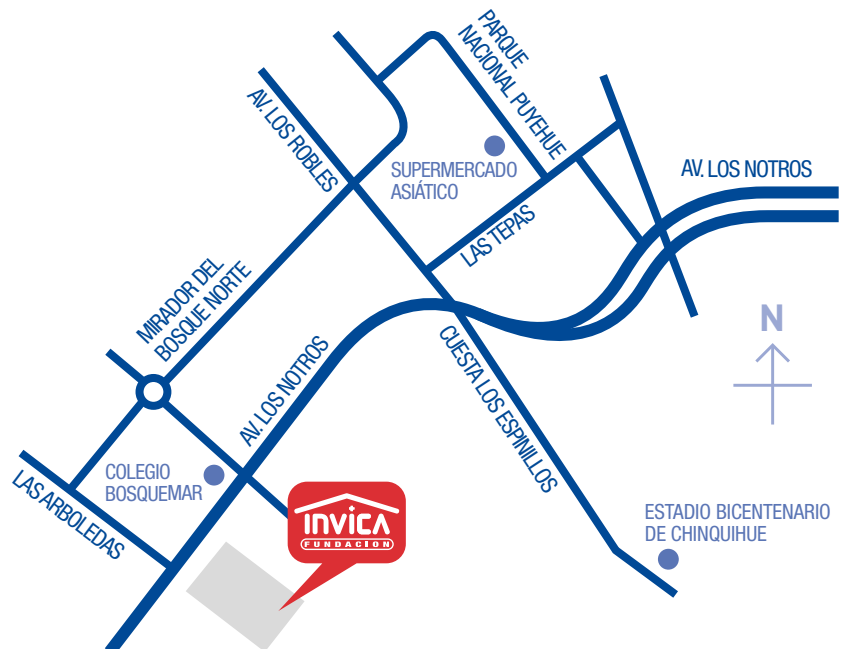 PARQUE
NACIONAL PUYEHUE
AV. LOS ROBLES
SUPERMERCADO
ASIÁTICO
AV. LOS NOTROS
LAS TEPAS
MIRADOR DEL
BOSQUE NORTE
N
AV. LOS NOTROS
CUESTA LOS ESPINILLOS
COLEGIO
BOSQUEMAR
LAS ARBOLEDAS
INVICA
FUNDACION
ESTADIO BICENTENARIO
DE CHINQUIHUE